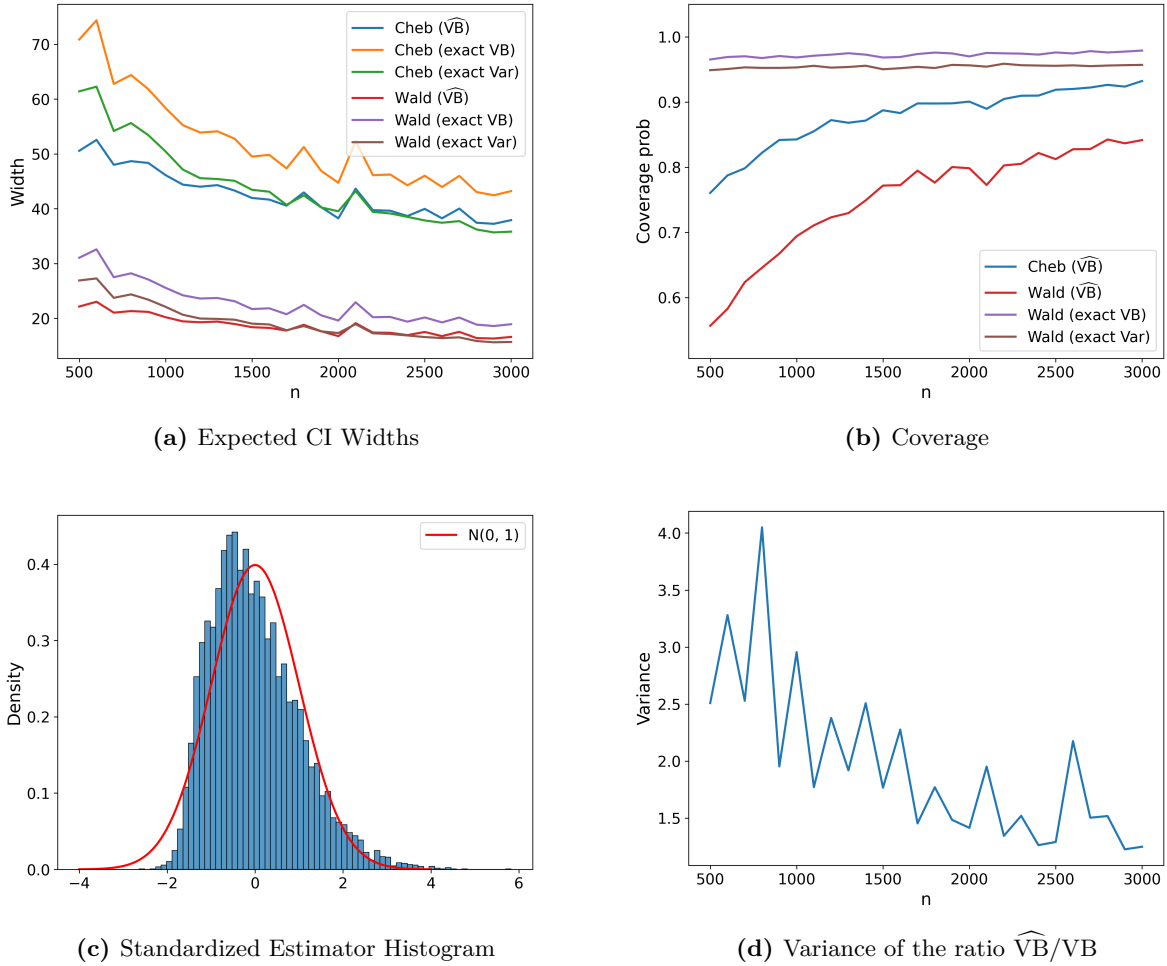 Cheb (V̂B)
Cheb (exact VB)
Cheb (exact Var)
Wald (V̂B)
Wald (exact VB)
Wald (exact Var)
Width
70
60
50
40
30
20
500 1000 1500 2000 2500 3000
n
(a) Expected CI Widths
Coverage prob
1.0
0.9
0.8
0.7
0.6
Cheb (V̂B)
Wald (V̂B)
Wald (exact VB)
Wald (exact Var)
500 1000 1500 2000 2500 3000
n
(b) Coverage
N(0, 1)
Density
0.4
0.3
0.2
0.1
0.0
−4 −2 0 2 4 6
(c) Standardized Estimator Histogram
Variance
4.0
3.5
3.0
2.5
2.0
1.5
500 1000 1500 2000 2500 3000
n
(d) Variance of the ratio V̂B/VB